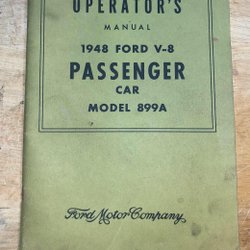 OPERATOR'S
MANUAL
1948 FORD V-8
PASSENGER
CAR
MODEL 899A
Ford Motor Company